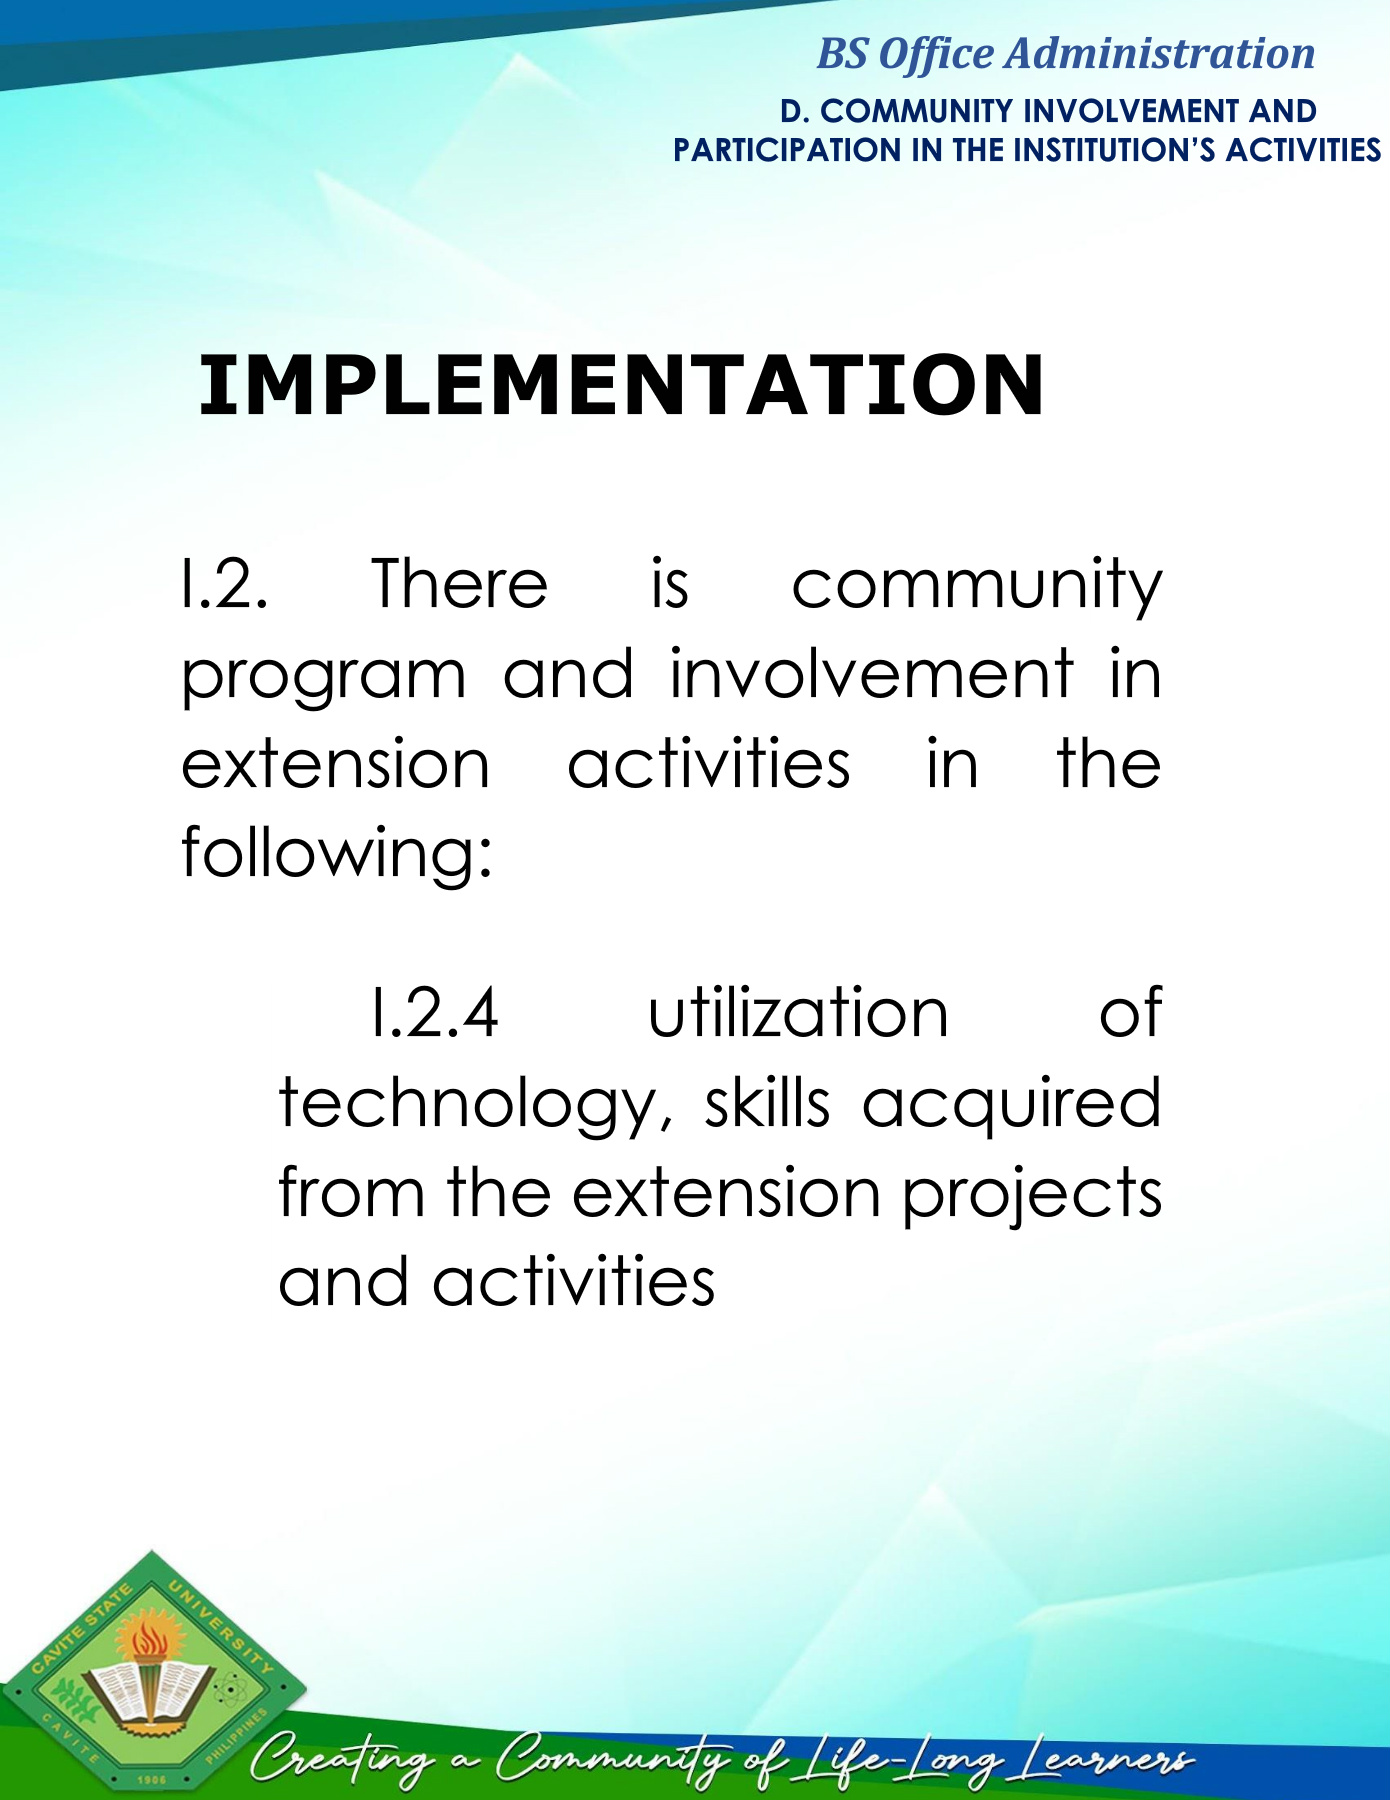 BS Office Administration
D. COMMUNITY INVOLVEMENT AND
PARTICIPATION IN THE INSTITUTION’S ACTIVITIES
IMPLEMENTATION
I.2. There is community
program and involvement in
extension activities in the
following:
I.2.4 utilization of
technology, skills acquired
from the extension projects
and activities
CAVITE STATE UNIVERSITY
CAVITE PHILIPPINES
1906
Creating a Community of Life-Long Learners